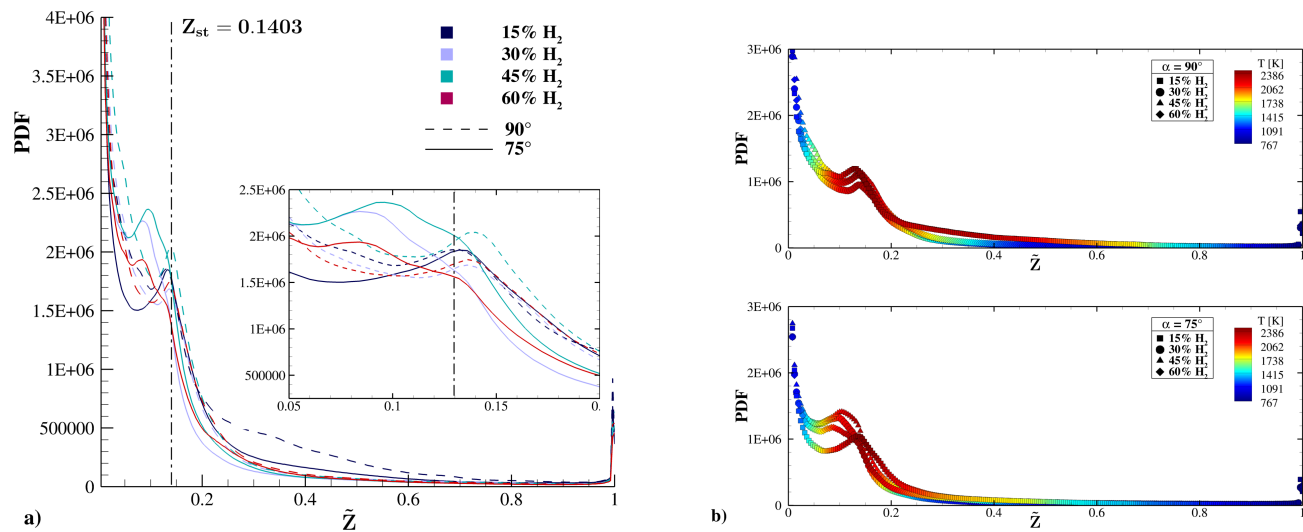 4E+06
3.5E+06
3E+06
2.5E+06
2E+06
1.5E+06
1E+06
500000
0
PDF
Z_st = 0.1403
15% H₂
30% H₂
45% H₂
60% H₂
90°
75°
2.5E+06
2E+06
1.5E+06
1E+06
500000
0.05 0.1 0.15 0.
0.2 0.4 0.6 0.8 1
Z̃
a)
3E+06
2E+06
1E+06
0
PDF
α = 90°
15% H₂
30% H₂
45% H₂
60% H₂
T [K]
2386
2062
1738
1415
1091
767
0 0.2 0.4 0.6 0.8 1
Z̃
3E+06
2E+06
1E+06
0
PDF
α = 75°
15% H₂
30% H₂
45% H₂
60% H₂
T [K]
2386
2062
1738
1415
1091
767
0 0.2 0.4 0.6 0.8 1
Z̃
b)